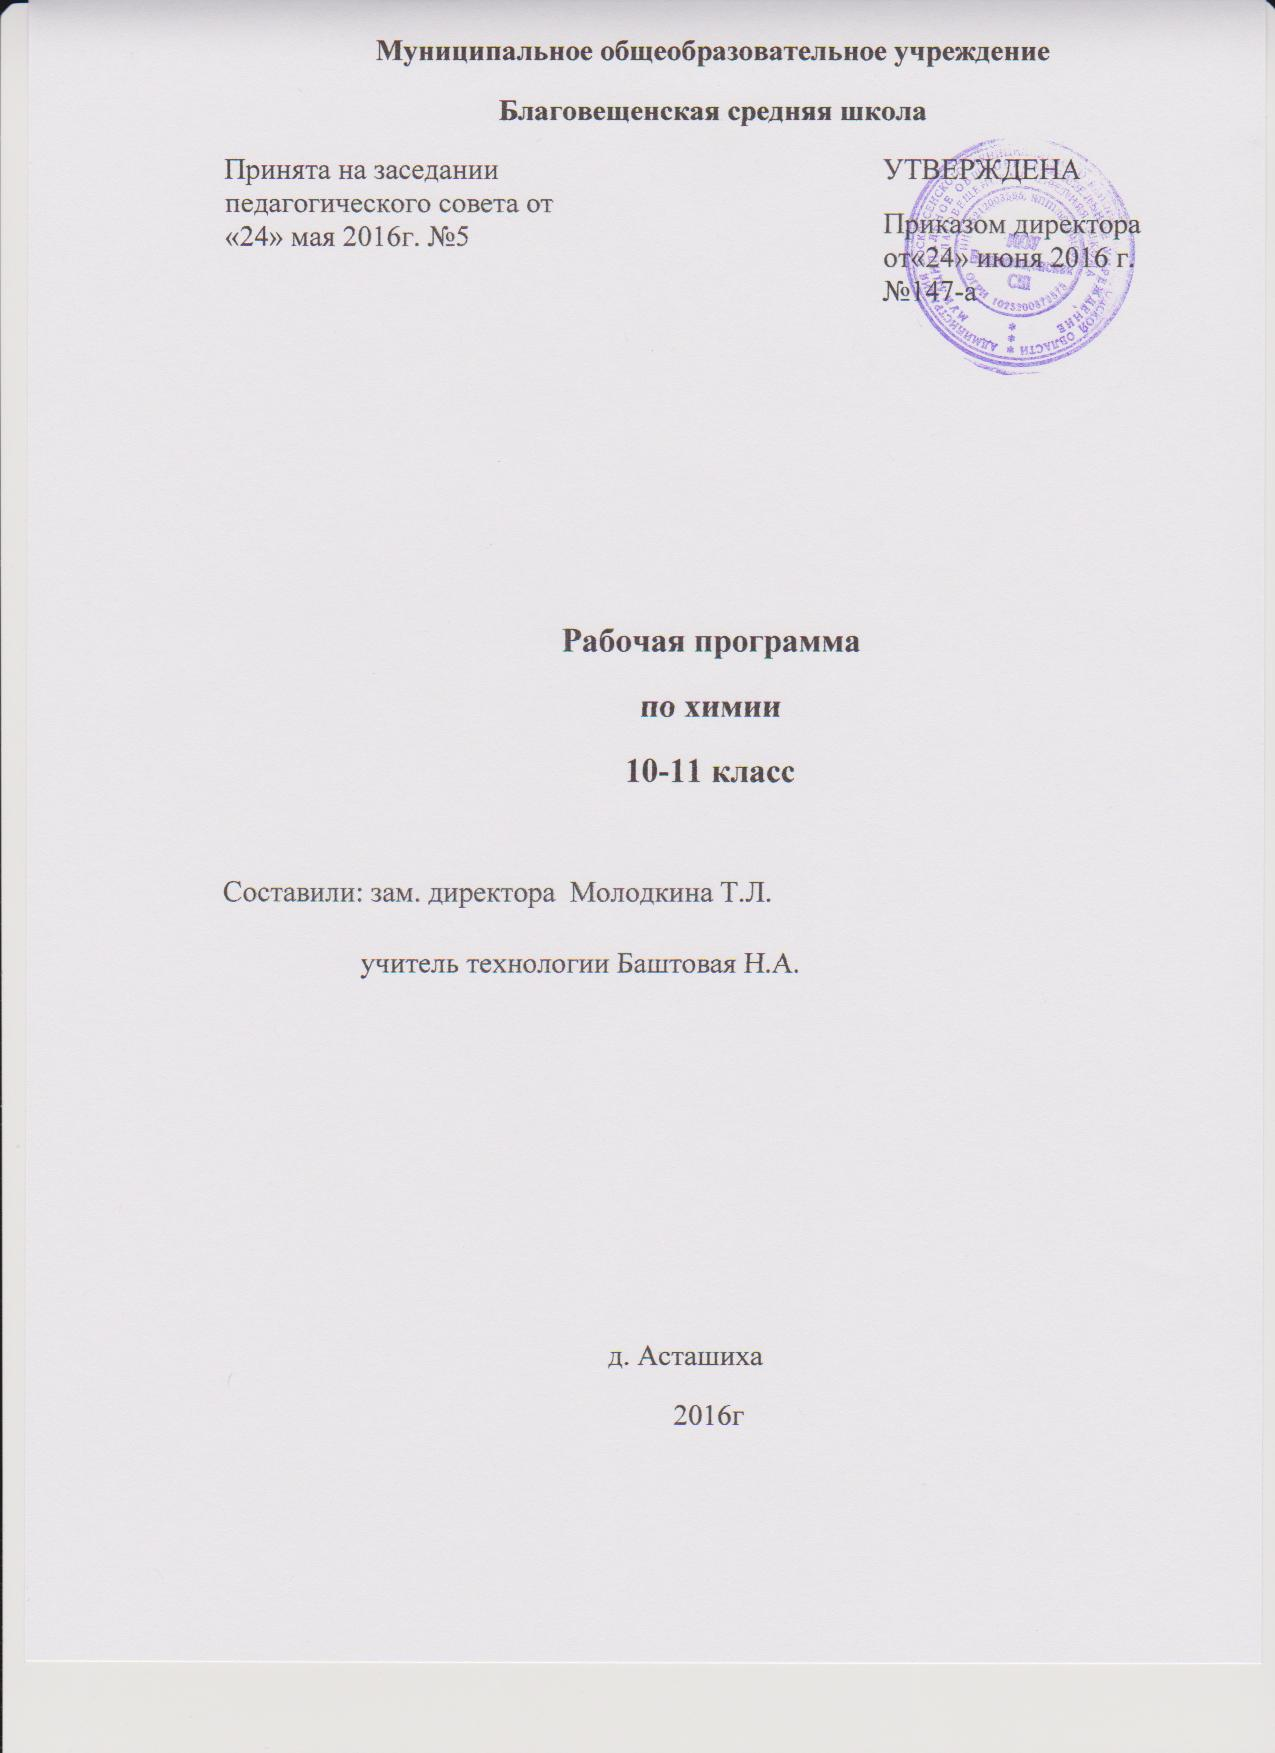 Муниципальное общеобразовательное учреждение
Благовещенская средняя школа
Принята на заседании
педагогического совета от
«24» мая 2016г. №5
УТВЕРЖДЕНА
Приказом директора
от«24» июня 2016 г.
№147-а
МОУ
СШ
Рабочая программа
по химии
10-11 класс
Составили: зам. директора Молодкина Т.Л.
учитель технологии Баштовая Н.А.
д. Асташиха
2016г